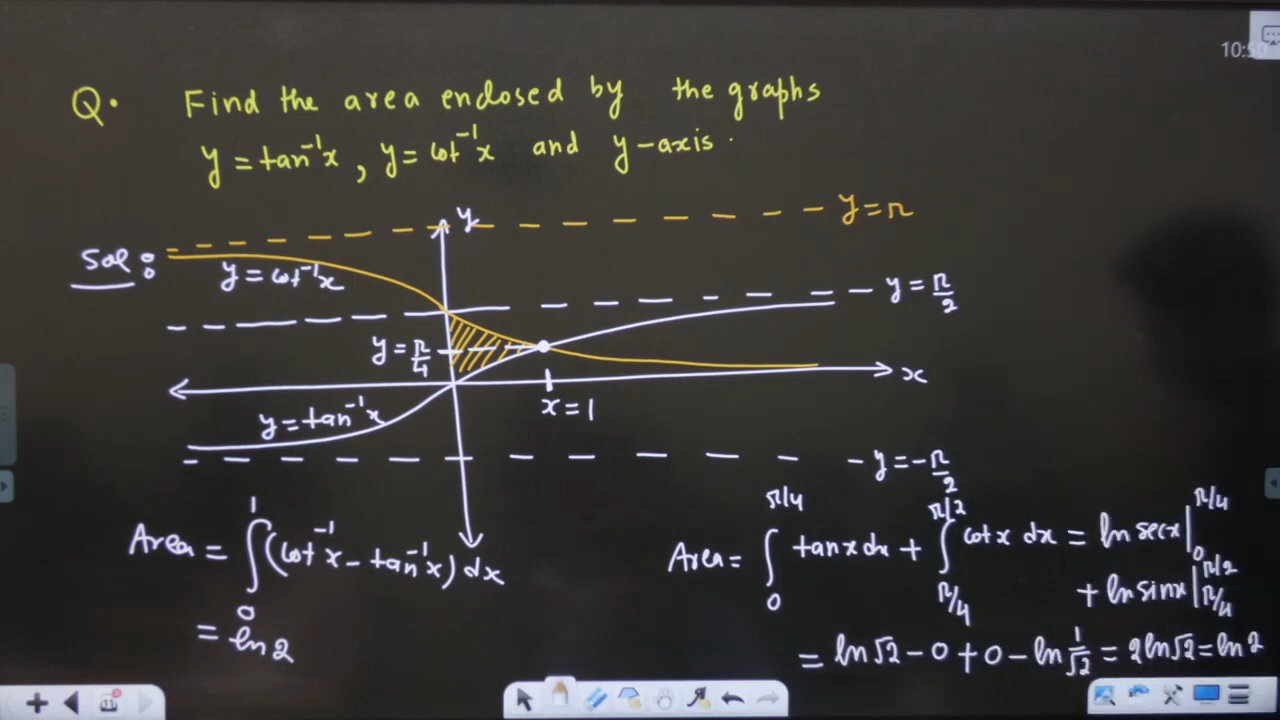 10:50
Q. Find the area enclosed by the graphs
y = tan⁻¹x, y = cot⁻¹x and y-axis.
y
y = π
Sol :
y = cot⁻¹x
y = π/2
y = π/4
x
x = 1
y = tan⁻¹x
- y = -π/2
Area = ∫₀¹ (cot⁻¹x - tan⁻¹x) dx
= ln 2
Area = ∫₀^{π/4} tan x dx + ∫_{π/4}^{π/2} cot x dx = ln sec x |₀^{π/4}
+ ln sin x |_{π/4}^{π/2}
= ln √2 - 0 + 0 - ln 1/√2 = 2 ln √2 = ln 2